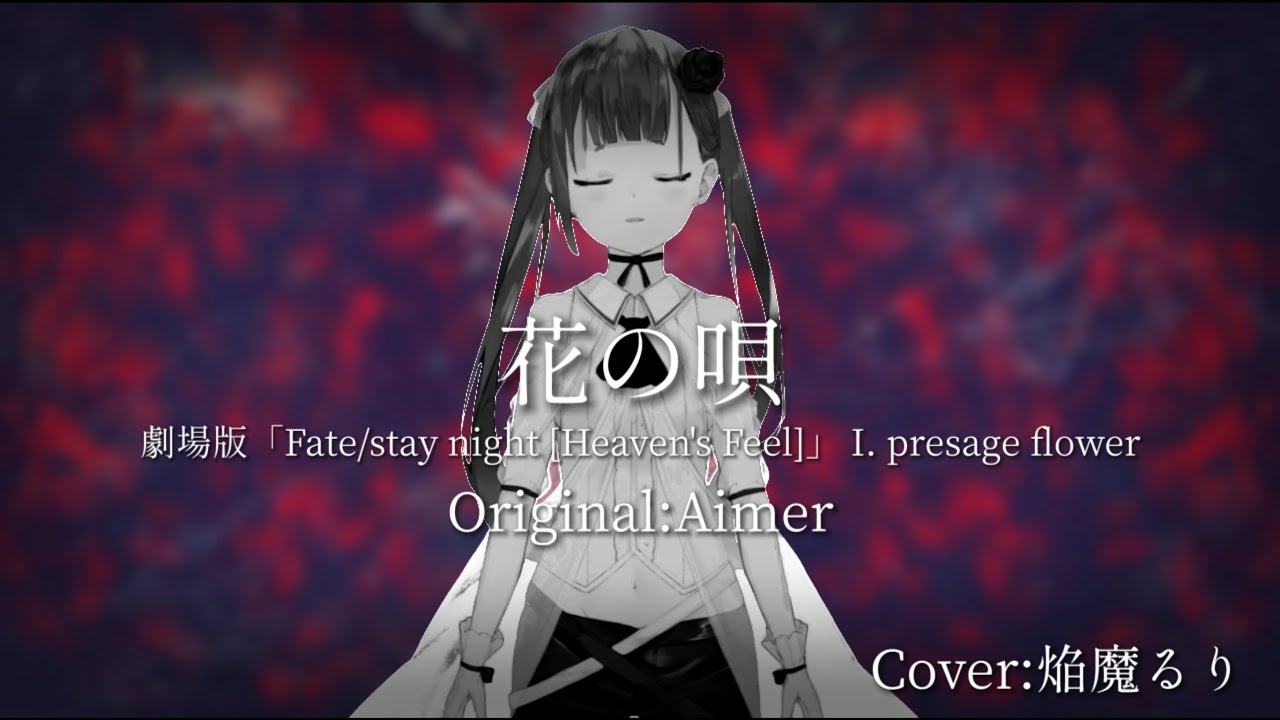 花の唄
劇場版「Fate/stay night [Heaven's Feel]」 I. presage flower
Original:Aimer
Cover:焔魔るり